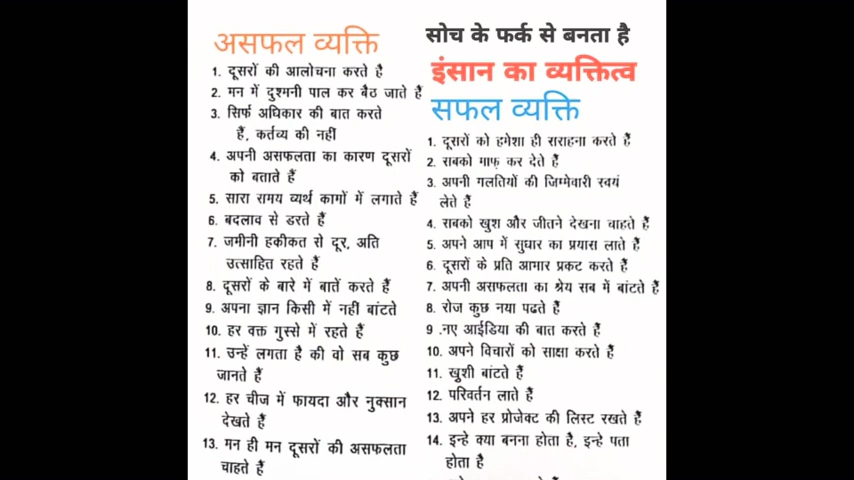 असफल व्यक्ति
1. दूसरों की आलोचना करते है
2. मन में दुश्मनी पाल कर बैठ जाते हैं
3. सिर्फ अधिकार की बात करते
हैं, कर्तव्य की नहीं
4. अपनी असफलता का कारण दूसरों
को बताते हैं
5. सारा समय व्यर्थ कामों में लगाते हैं
6. बदलाव से डरते हैं
7. जमीनी हकीकत से दूर, अति
उत्साहित रहते हैं
8. दूसरों के बारे में बातें करते हैं
9. अपना ज्ञान किसी में नहीं बांटते
10. हर वक्त गुस्से में रहते हैं
11. उन्हें लगता है की वो सब कुछ
जानते हैं
12. हर चीज में फायदा और नुक्सान
देखते हैं
13. मन ही मन दूसरों की असफलता
चाहते हैं
सोच के फर्क से बनता है
इंसान का व्यक्तित्व
सफल व्यक्ति
1. दूसरों को हमेशा ही सराहना करते हैं
2. सबको माफ़ कर देते हैं
3. अपनी गलतियों की जिम्मेवारी स्वयं
लेते हैं
4. सबको खुश और जीतने देखना चाहते हैं
5. अपने आप में सुधार का प्रयास लाते हैं
6. दूसरों के प्रति आभार प्रकट करते हैं
7. अपनी असफलता का श्रेय सब में बांटते हैं
8. रोज कुछ नया पढते हैं
9 .नए आईडिया की बात करते हैं
10. अपने विचारों को साक्षा करते हैं
11. खुशी बांटते हैं
12. परिवर्तन लाते हैं
13. अपने हर प्रोजेक्ट की लिस्ट रखते हैं
14. इन्हे क्या बनना होता है, इन्हे पता
होता है